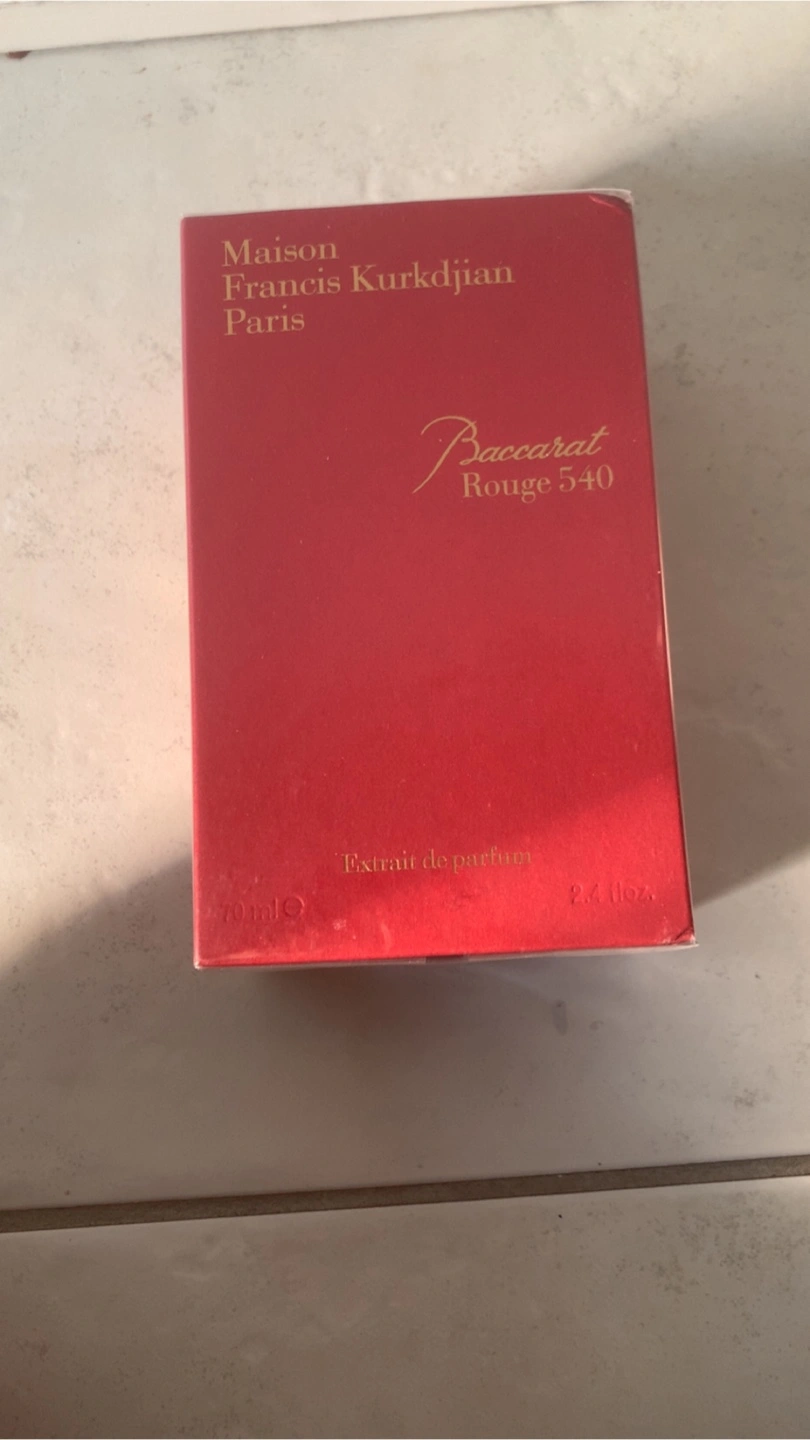 Maison
Francis Kurkdjian
Paris
Baccarat
Rouge 540
Extrait de parfum
70 ml ℮ 2.4 fl.oz.